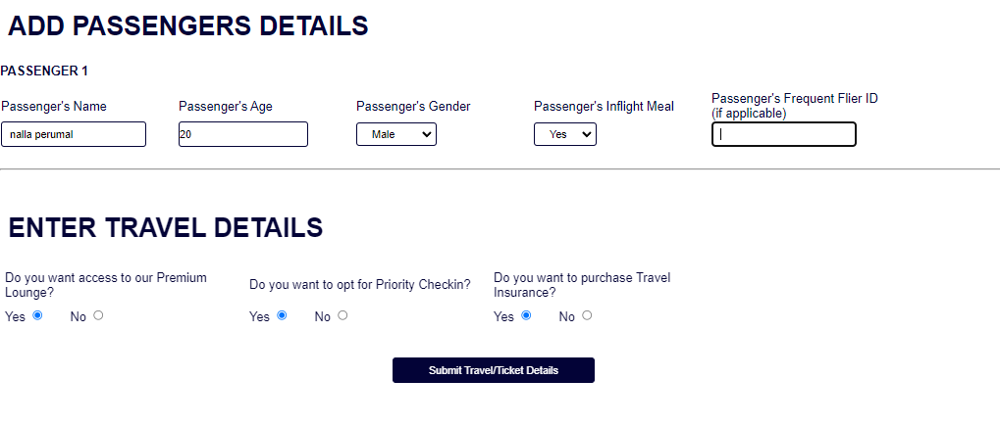 ADD PASSENGERS DETAILS
PASSENGER 1
Passenger's Name
Passenger's Age
Passenger's Gender
Passenger's Inflight Meal
Passenger's Frequent Flier ID
(if applicable)
nalla perumal
20
Male
Yes
ENTER TRAVEL DETAILS
Do you want access to our Premium
Lounge?
Yes No
Do you want to opt for Priority Checkin?
Yes No
Do you want to purchase Travel
Insurance?
Yes No
Submit Travel/Ticket Details